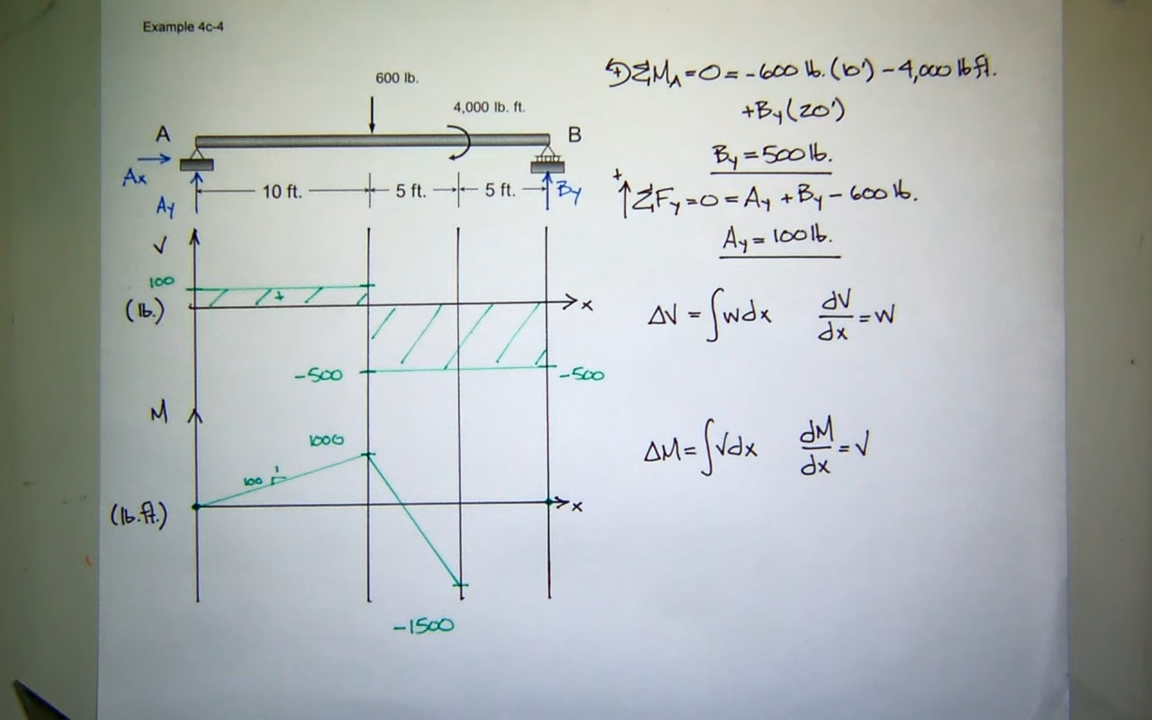 Example 4c-4
600 lb.
4,000 lb. ft.
A
B
Ax
Ay
By
10 ft.
5 ft.
5 ft.
V
100
+
(lb.)
x
-500
-500
M
1000
100
1
(lb.ft.)
x
-1500
↶+ ΣM_A = 0 = -600 lb. (10') - 4,000 lb ft.
+By (20')
By = 500 lb.
+↑ ΣFy = 0 = Ay + By - 600 lb.
Ay = 100 lb.
ΔV = ∫wdx dV/dx = W
ΔM = ∫Vdx dM/dx = V